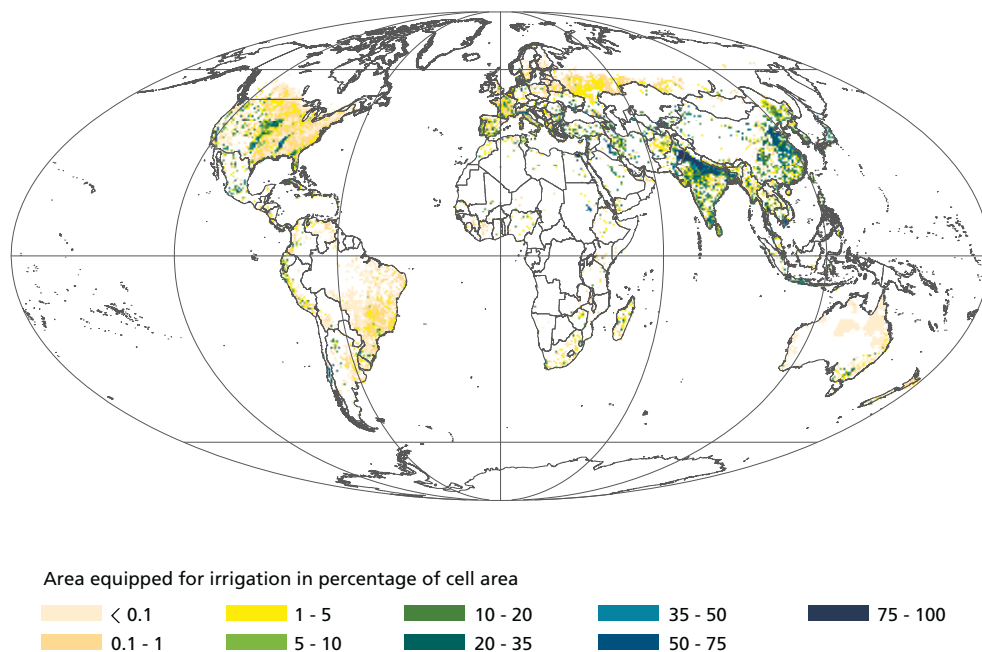 Area equipped for irrigation in percentage of cell area
< 0.1 1 - 5 10 - 20 35 - 50 75 - 100
0.1 - 1 5 - 10 20 - 35 50 - 75